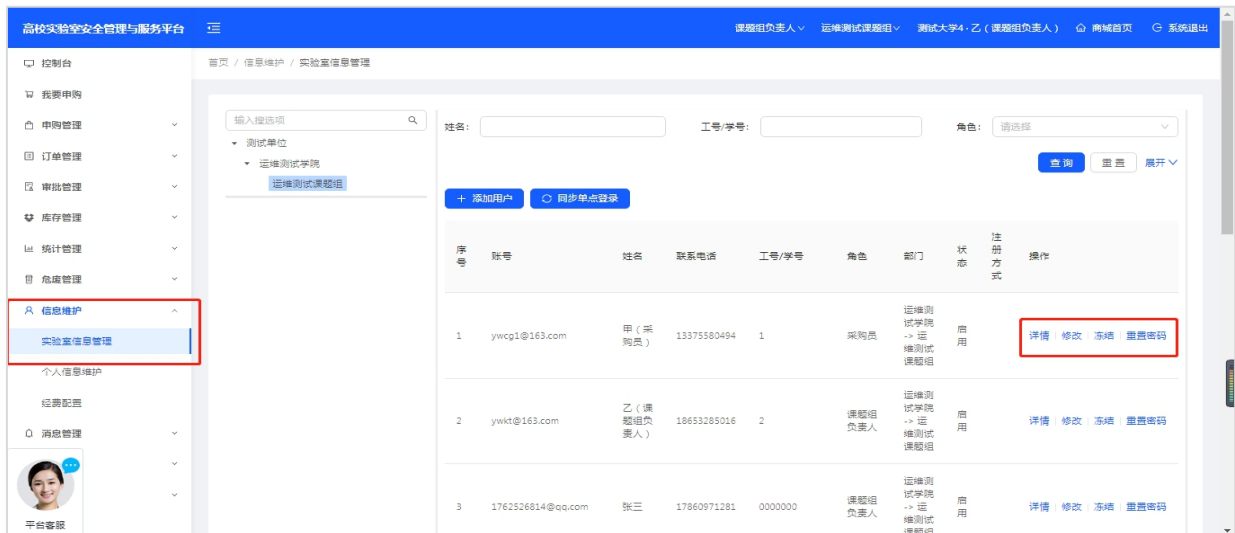 高校实验室安全管理与服务平台
课题组负责人 运维测试课题组 测试大学4·乙（课题组负责人） 商城首页 系统退出
控制台
我要申购
申购管理
订单管理
审批管理
库存管理
统计管理
危废管理
信息维护
实验室信息管理
个人信息维护
经费配置
消息管理
平台客服
首页 / 信息维护 / 实验室信息管理
输入搜选项
测试单位
运维测试学院
运维测试课题组
姓名： 工号/学号： 角色： 请选择
查询 重置 展开
+ 添加用户 同步单点登录
序号 账号 姓名 联系电话 工号/学号 角色 部门 状态 注册方式 操作
1 ywcg1@163.com 甲（采购员） 13375580494 1 采购员 运维测试学院 -> 运维测试课题组 启用 详情 修改 冻结 重置密码
2 ywkt@163.com 乙（课题组负责人） 18653285016 2 课题组负责人 运维测试学院 -> 运维测试课题组 启用 详情 修改 冻结 重置密码
3 1762526814@qq.com 张三 17860971281 0000000 课题组负责人 运维测试学院 -> 运维测试课题组 启用 详情 修改 冻结 重置密码